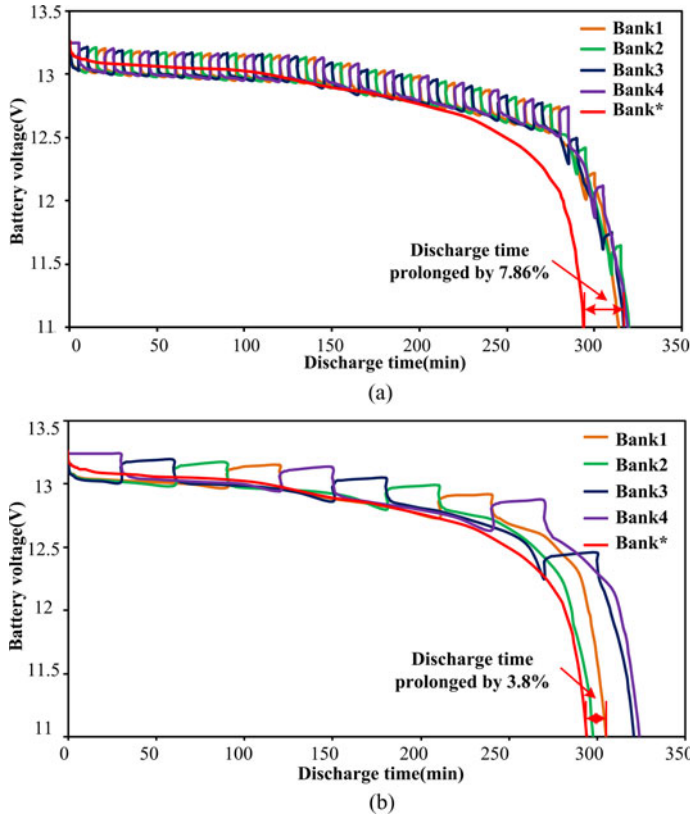 13.5
13
12.5
12
11.5
11
0
50
100
150
200
250
300
350
Battery voltage(V)
Discharge time(min)
Bank1
Bank2
Bank3
Bank4
Bank*
Discharge time
prolonged by 7.86%
(a)
13.5
13
12.5
12
11.5
11
0
50
100
150
200
250
300
350
Battery voltage(V)
Discharge time(min)
Bank1
Bank2
Bank3
Bank4
Bank*
Discharge time
prolonged by 3.8%
(b)